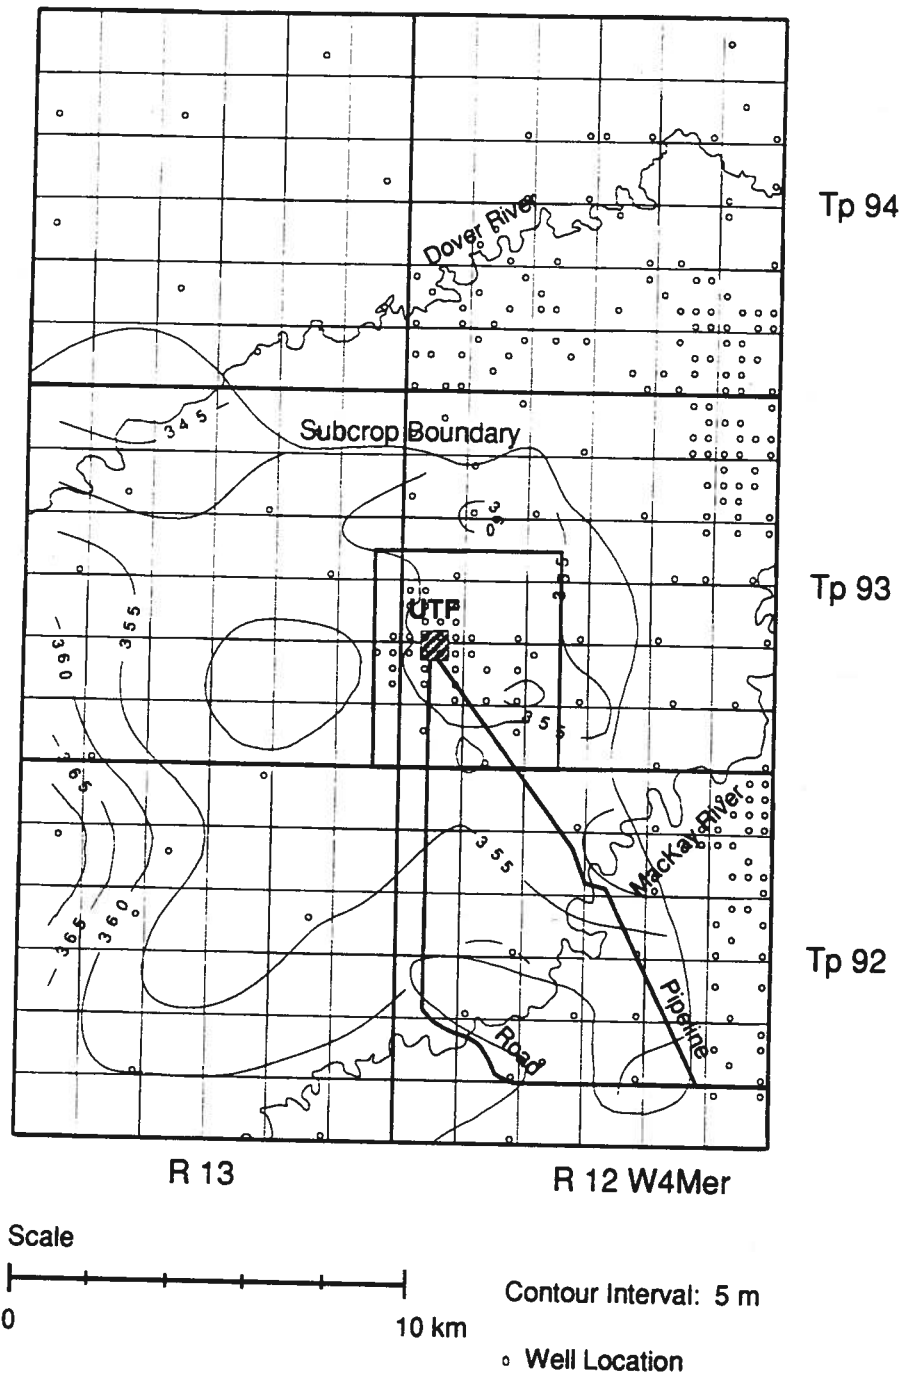 Tp 94
Dover River
345
Subcrop Boundary
350
355
Tp 93
UTF
355
360
355
365
MacKay River
355
360
365
Tp 92
Pipeline
Road
R 13
R 12 W4Mer
Scale
0
10 km
Contour Interval: 5 m
Well Location